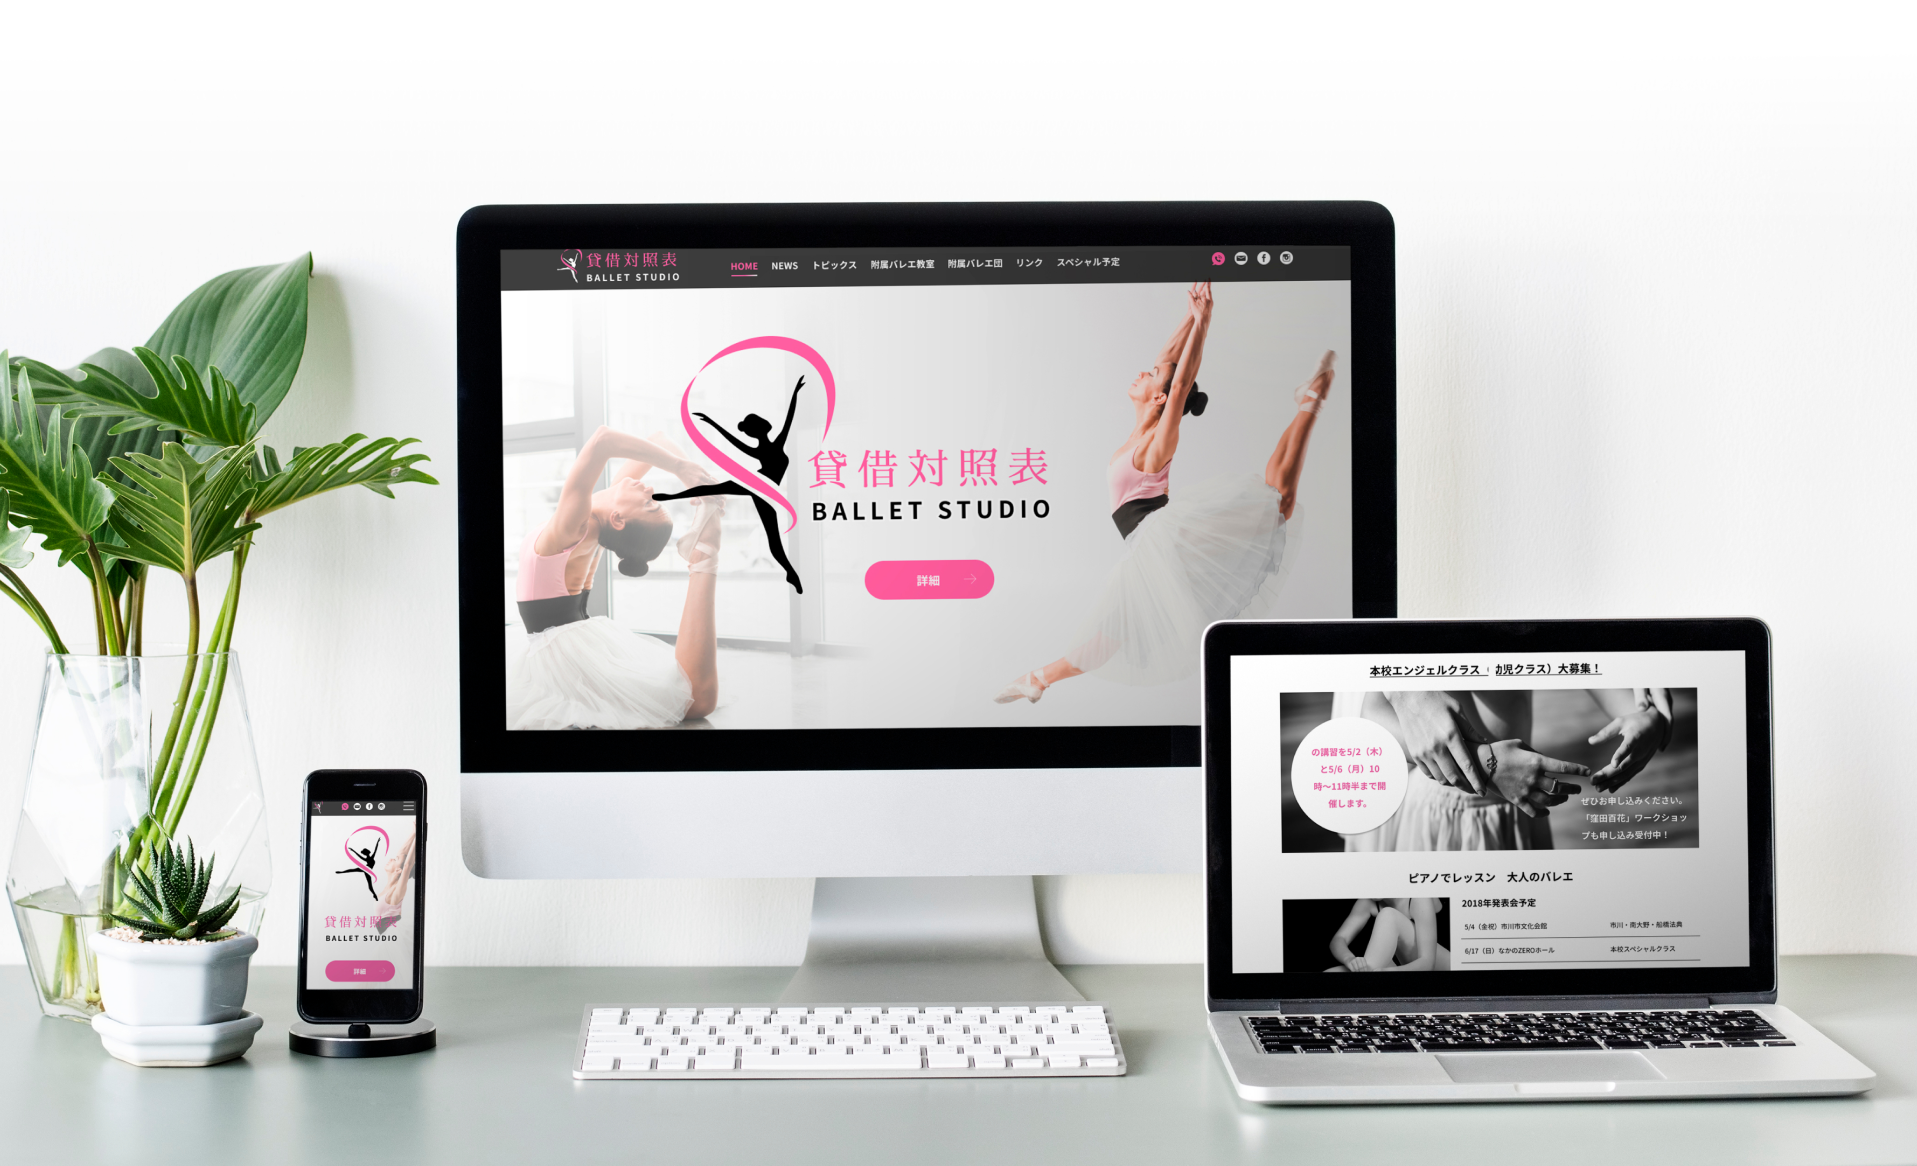 貸借対照表
BALLET STUDIO
HOME NEWS トピックス 附属バレエ教室 附属バレエ団 リンク スペシャル予定
貸借対照表
BALLET STUDIO
詳細
本校エンジェルクラス 幼児クラス）大募集！
の講習を5/2（木）
と5/6（月）10
時〜11時半まで開
催します。
ぜひお申し込みください。
「窪田百花」ワークショッ
プも申し込み受付中！
ピアノでレッスン 大人のバレエ
2018年発表会予定
5/4（金祝）市川市文化会館 市川・南大野・船橋法典
6/17（日）なかのZEROホール 本校スペシャルクラス
貸借対照表
BALLET STUDIO
詳細